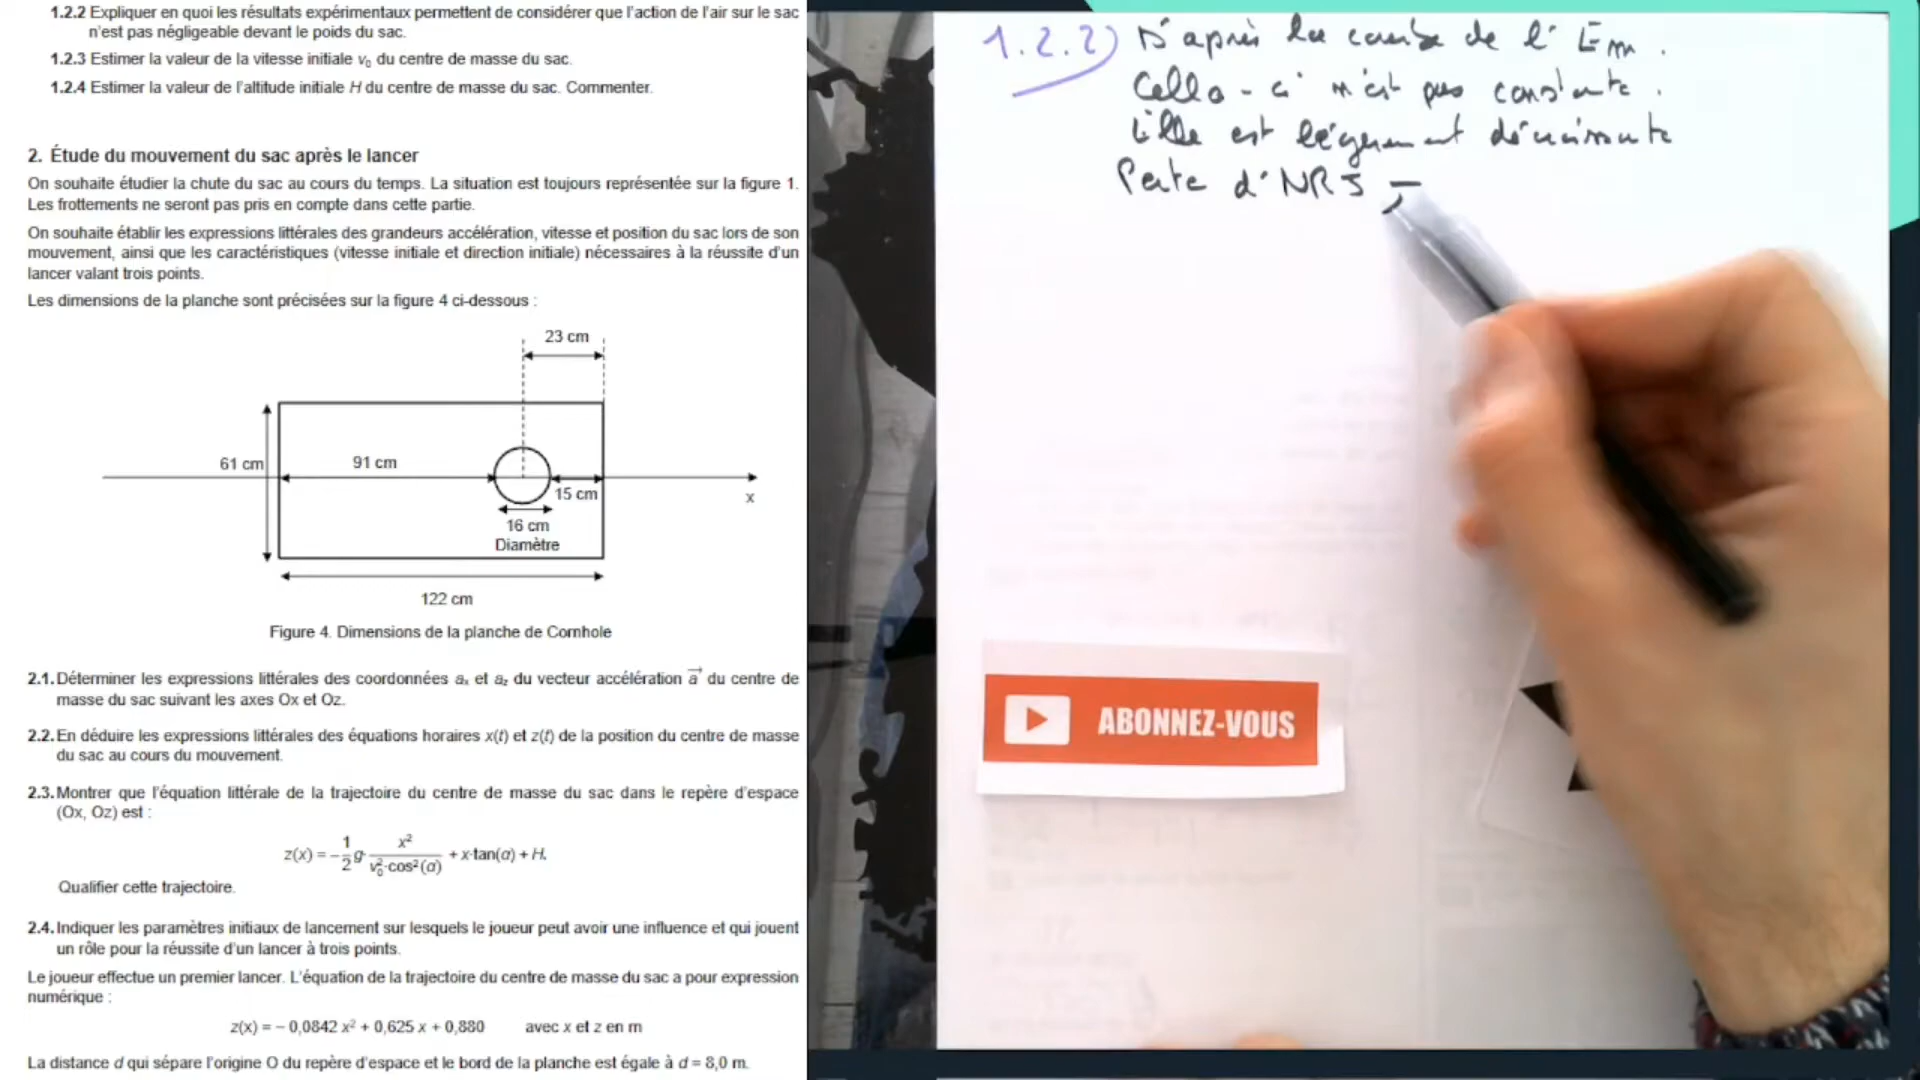 1.2.2 Expliquer en quoi les résultats expérimentaux permettent de considérer que l'action de l'air sur le sac
n'est pas négligeable devant le poids du sac.
1.2.3 Estimer la valeur de la vitesse initiale v₀ du centre de masse du sac.
1.2.4 Estimer la valeur de l'altitude initiale H du centre de masse du sac. Commenter.
2. Étude du mouvement du sac après le lancer
On souhaite étudier la chute du sac au cours du temps. La situation est toujours représentée sur la figure 1.
Les frottements ne seront pas pris en compte dans cette partie.
On souhaite établir les expressions littérales des grandeurs accélération, vitesse et position du sac lors de son
mouvement, ainsi que les caractéristiques (vitesse initiale et direction initiale) nécessaires à la réussite d'un
lancer valant trois points.
Les dimensions de la planche sont précisées sur la figure 4 ci-dessous :
23 cm
61 cm
91 cm
15 cm
x
16 cm
Diamètre
122 cm
Figure 4. Dimensions de la planche de Cornhole
2.1. Déterminer les expressions littérales des coordonnées aₓ et a_z du vecteur accélération a⃗ du centre de
masse du sac suivant les axes Ox et Oz.
2.2. En déduire les expressions littérales des équations horaires x(t) et z(t) de la position du centre de masse
du sac au cours du mouvement.
2.3. Montrer que l'équation littérale de la trajectoire du centre de masse du sac dans le repère d'espace
(Ox, Oz) est :
z(x) = − 1/2 g· x²/(v₀²·cos²(α)) + x·tan(α) + H.
Qualifier cette trajectoire.
2.4. Indiquer les paramètres initiaux de lancement sur lesquels le joueur peut avoir une influence et qui jouent
un rôle pour la réussite d'un lancer à trois points.
Le joueur effectue un premier lancer. L'équation de la trajectoire du centre de masse du sac a pour expression
numérique :
z(x) = − 0,0842 x² + 0,625 x + 0,880 avec x et z en m
La distance d qui sépare l'origine O du repère d'espace et le bord de la planche est égale à d = 8,0 m.
1.2.2) D'après la courbe de l'Em.
Celle-ci n'est pas constante.
Elle est légèrement décroissante
Perte d'NRJ
ABONNEZ-VOUS